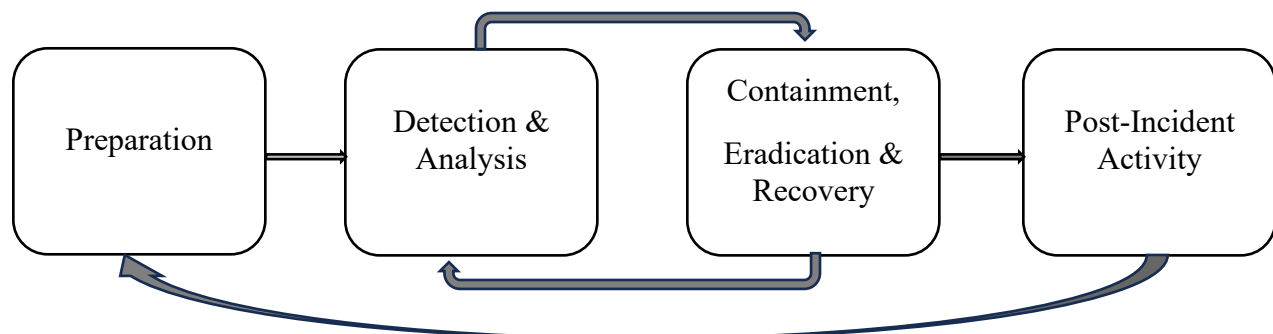 Preparation
Detection &
Analysis
Containment,
Eradication &
Recovery
Post-Incident
Activity